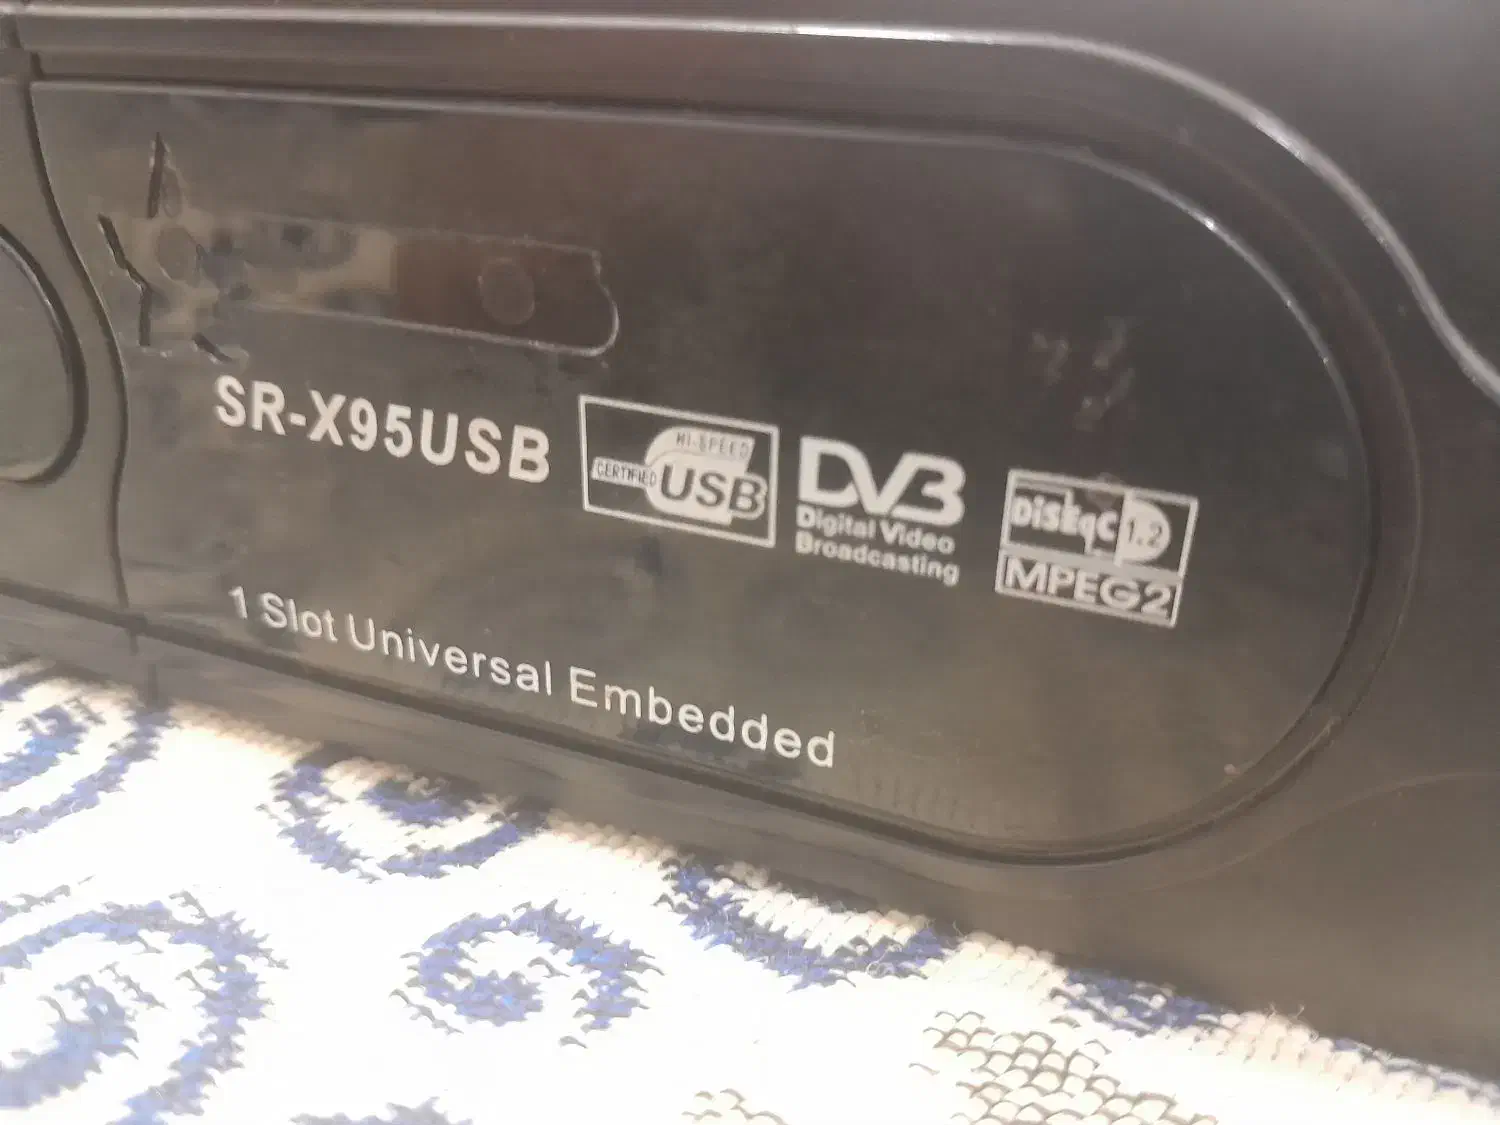 SR-X95USB
HI-SPEED
CERTIFIED USB
DVB
Digital Video
Broadcasting
DiSEqC 1.2
MPEG2
1 Slot Universal Embedded